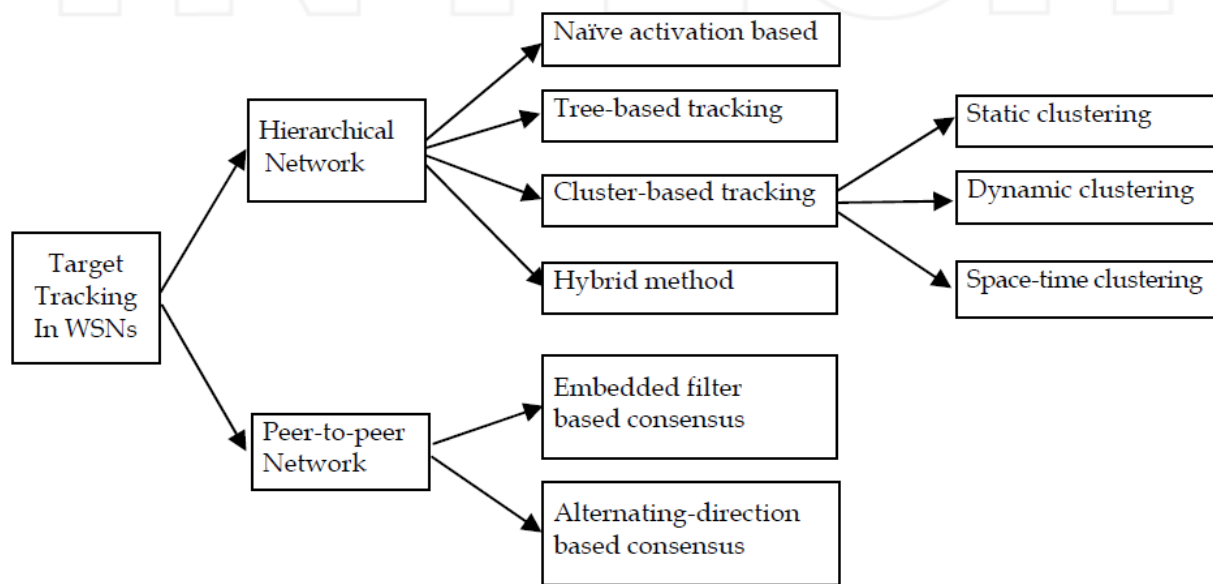 Naïve activation based
Tree-based tracking
Hierarchical
Network
Static clustering
Cluster-based tracking
Dynamic clustering
Target
Tracking
In WSNs
Hybrid method
Space-time clustering
Embedded filter
based consensus
Peer-to-peer
Network
Alternating-direction
based consensus